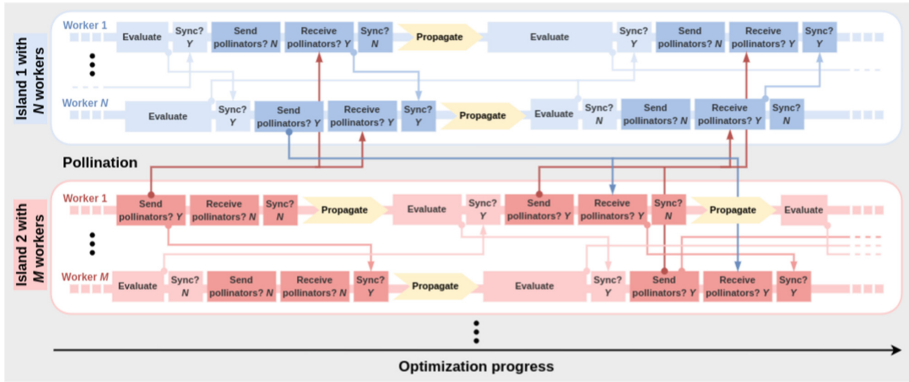 Island 1 with
N workers
Worker 1
Evaluate
Sync?
Y
Send
pollinators? N
Receive
pollinators? Y
Sync?
N
Propagate
Evaluate
Sync?
Y
Send
pollinators? N
Receive
pollinators? Y
Sync?
Y
Worker N
Evaluate
Sync?
Y
Send
pollinators? Y
Receive
pollinators? Y
Sync?
Y
Propagate
Evaluate
Sync?
N
Send
pollinators? N
Receive
pollinators? Y
Sync?
N
Pollination
Island 2 with
M workers
Worker 1
Send
pollinators? Y
Receive
pollinators? N
Sync?
N
Propagate
Evaluate
Sync?
Y
Send
pollinators? Y
Receive
pollinators? Y
Sync?
N
Propagate
Evaluate
Worker M
Evaluate
Sync?
N
Send
pollinators? N
Receive
pollinators? N
Sync?
Y
Propagate
Evaluate
Sync?
Y
Send
pollinators? Y
Receive
pollinators? Y
Sync?
Y
Optimization progress